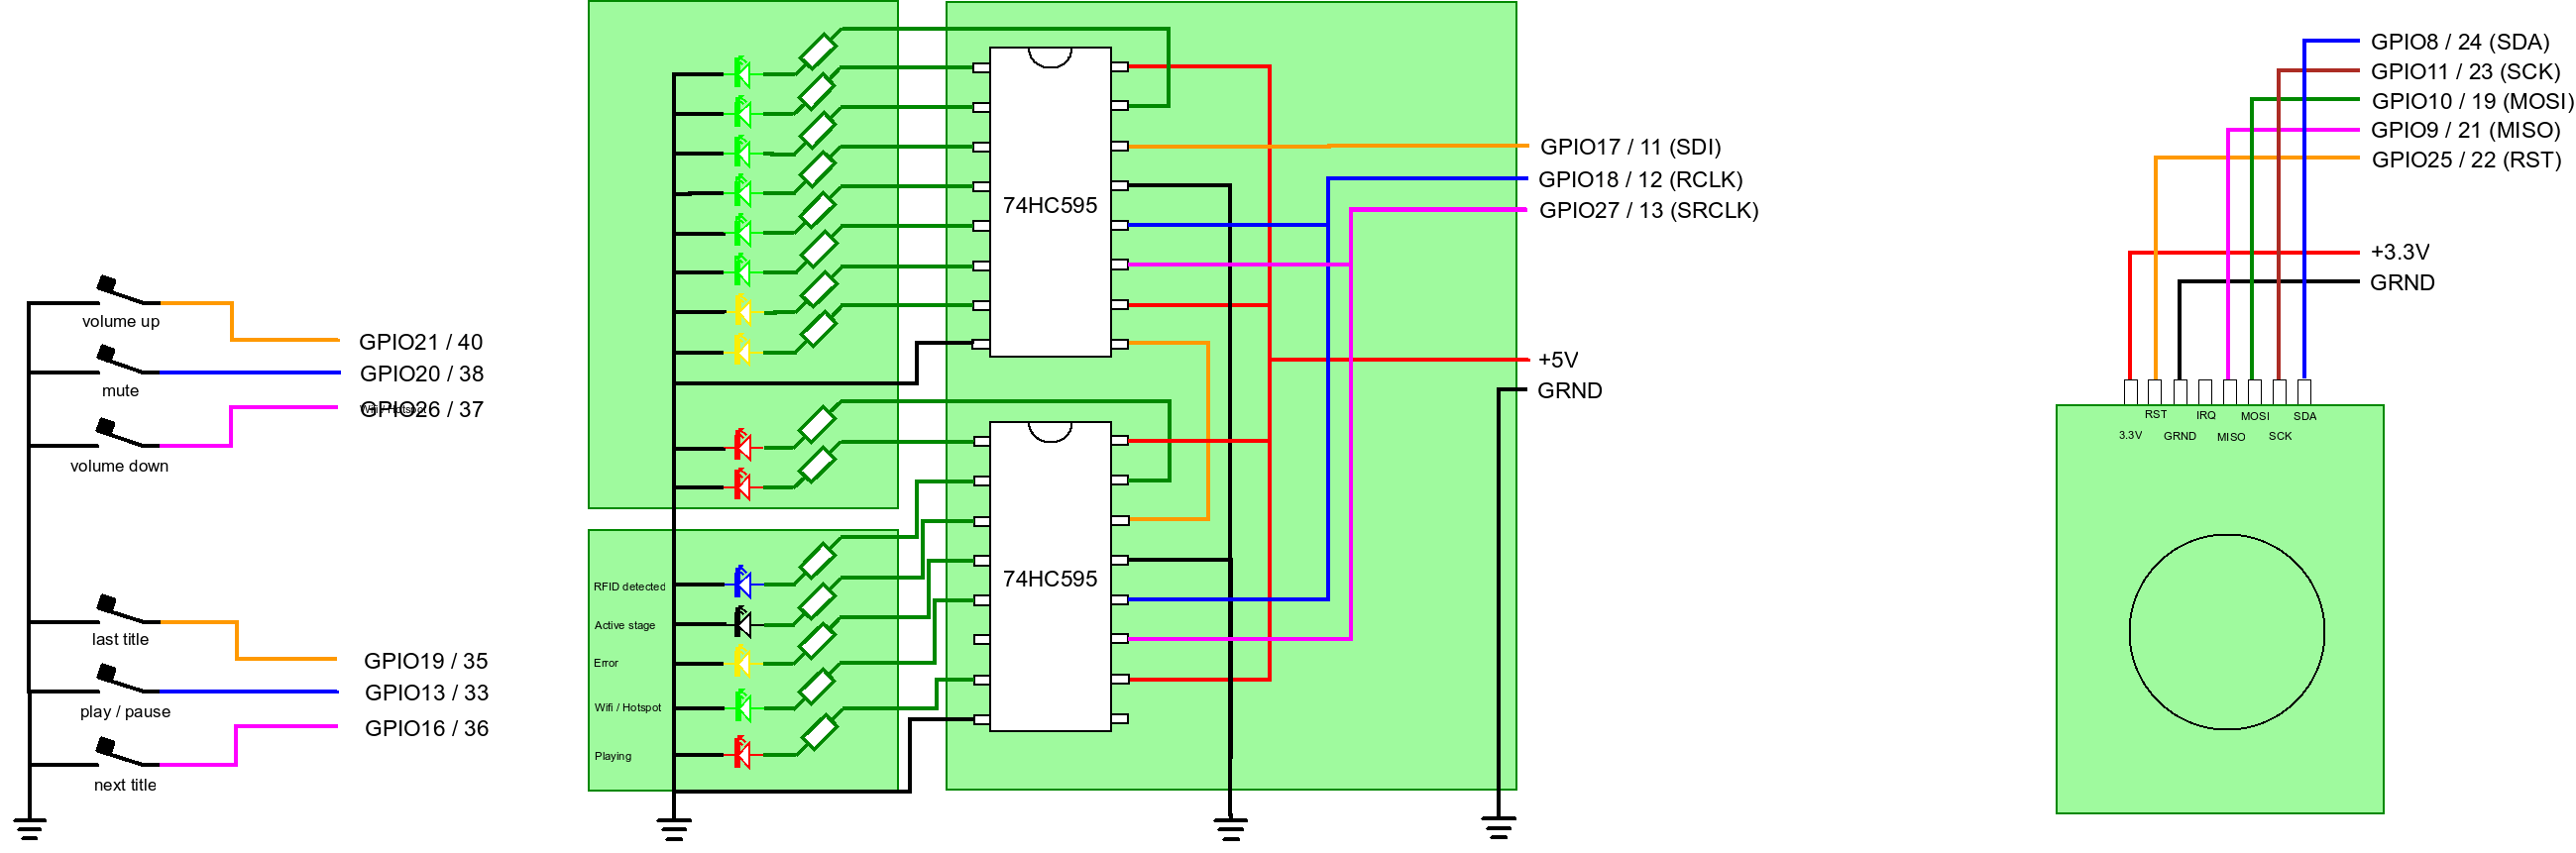 volume up
GPIO21 / 40
mute
GPIO20 / 38
Wifi / Hotspot
GPIO26 / 37
volume down
last title
GPIO19 / 35
play / pause
GPIO13 / 33
GPIO16 / 36
next title
RFID detected
Active stage
Error
Wifi / Hotspot
Playing
74HC595
74HC595
GPIO17 / 11 (SDI)
GPIO18 / 12 (RCLK)
GPIO27 / 13 (SRCLK)
+5V
GRND
GPIO8 / 24 (SDA)
GPIO11 / 23 (SCK)
GPIO10 / 19 (MOSI)
GPIO9 / 21 (MISO)
GPIO25 / 22 (RST)
+3.3V
GRND
RST IRQ MOSI SDA
3.3V GRND MISO SCK